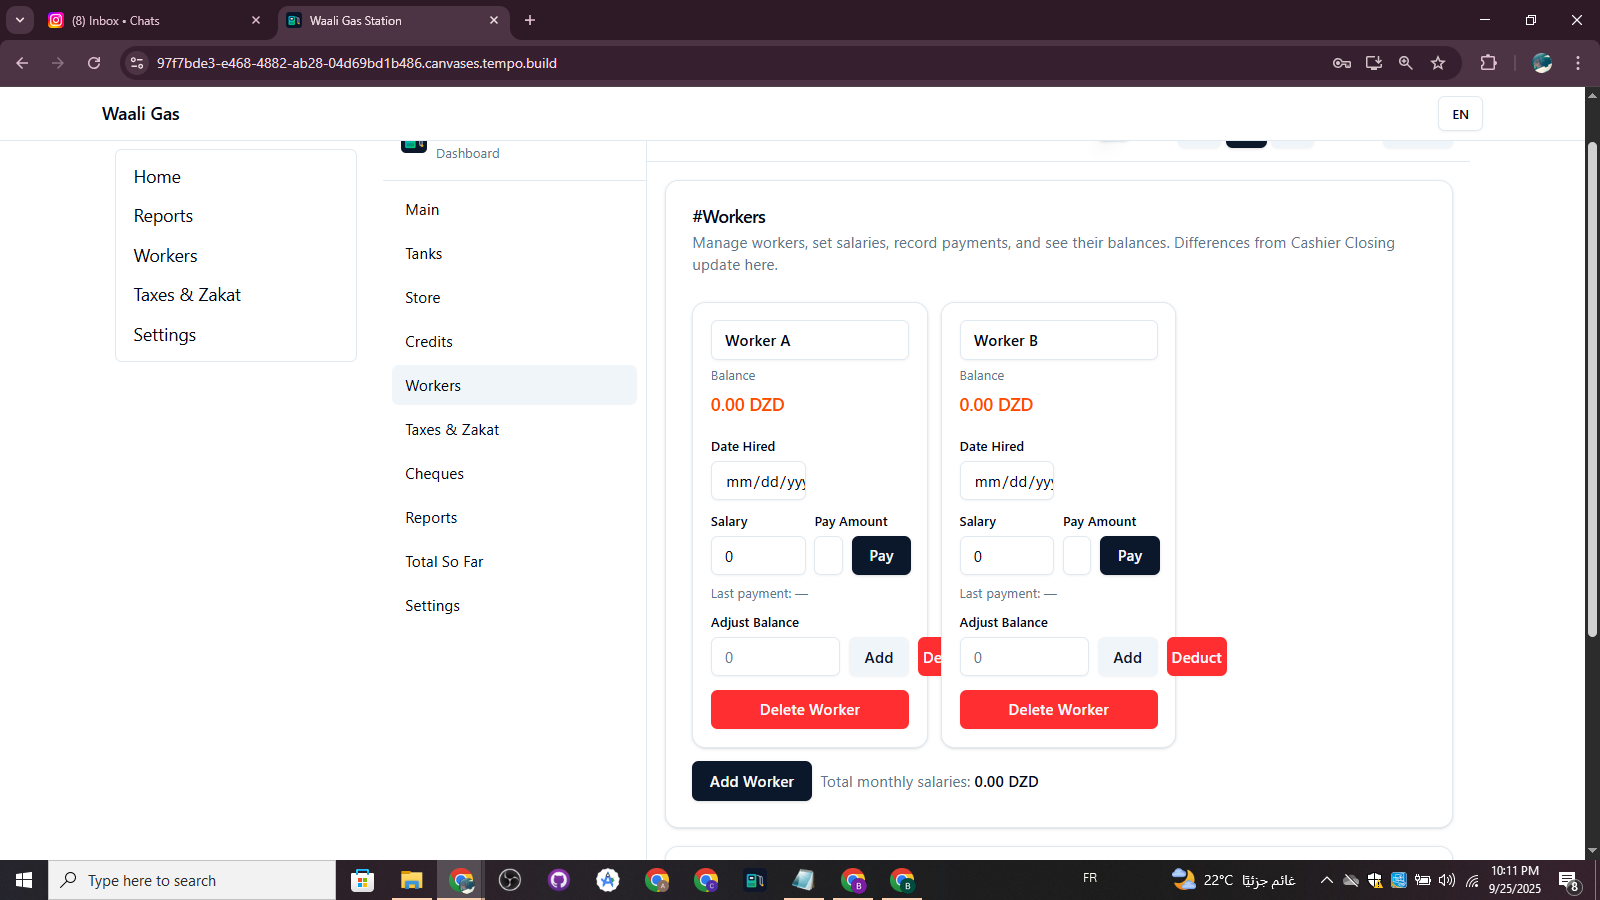 (8) Inbox • Chats
Waali Gas Station
97f7bde3-e468-4882-ab28-04d69bd1b486.canvases.tempo.build
Waali Gas
EN
Home
Reports
Workers
Taxes & Zakat
Settings
Dashboard
Main
Tanks
Store
Credits
Workers
Taxes & Zakat
Cheques
Reports
Total So Far
Settings
#Workers
Manage workers, set salaries, record payments, and see their balances. Differences from Cashier Closing
update here.
Worker A
Balance
0.00 DZD
Date Hired
mm/dd/yyy
Salary
Pay Amount
0
Pay
Last payment: —
Adjust Balance
0
Add
De
Delete Worker
Worker B
Balance
0.00 DZD
Date Hired
mm/dd/yyy
Salary
Pay Amount
0
Pay
Last payment: —
Adjust Balance
0
Add
Deduct
Delete Worker
Add Worker
Total monthly salaries: 0.00 DZD
Type here to search
A
C
B
B
FR
22°C
غائم جزئيًا
10:11 PM
9/25/2025
8